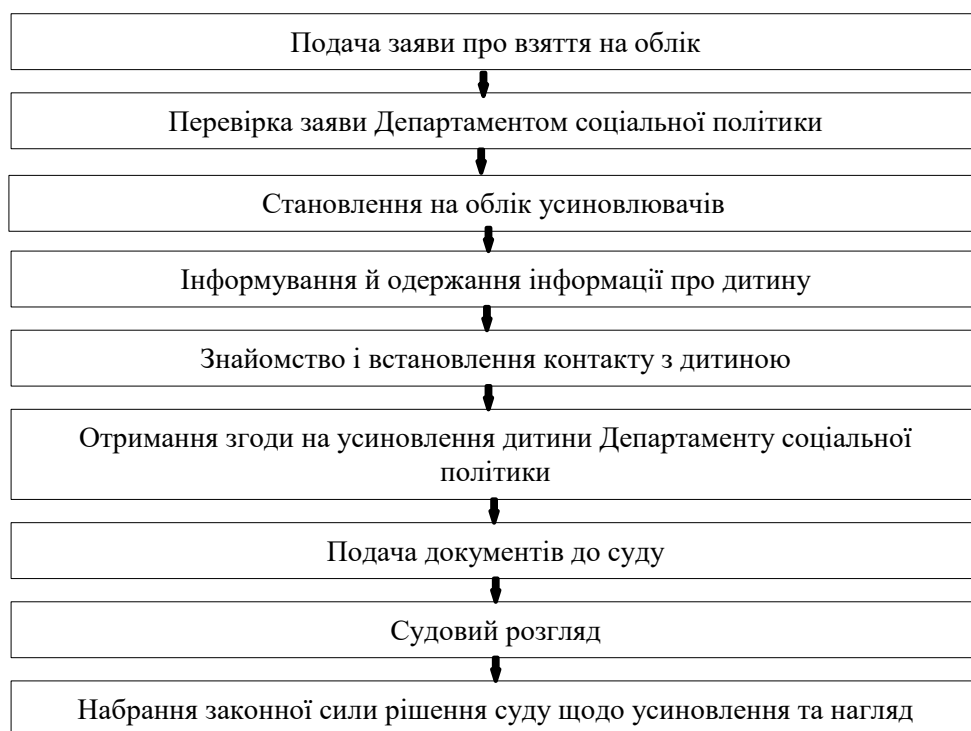 Подача заяви про взяття на облік
Перевірка заяви Департаментом соціальної політики
Становлення на облік усиновлювачів
Інформування й одержання інформації про дитину
Знайомство і встановлення контакту з дитиною
Отримання згоди на усиновлення дитини Департаменту соціальної
політики
Подача документів до суду
Судовий розгляд
Набрання законної сили рішення суду щодо усиновлення та нагляд